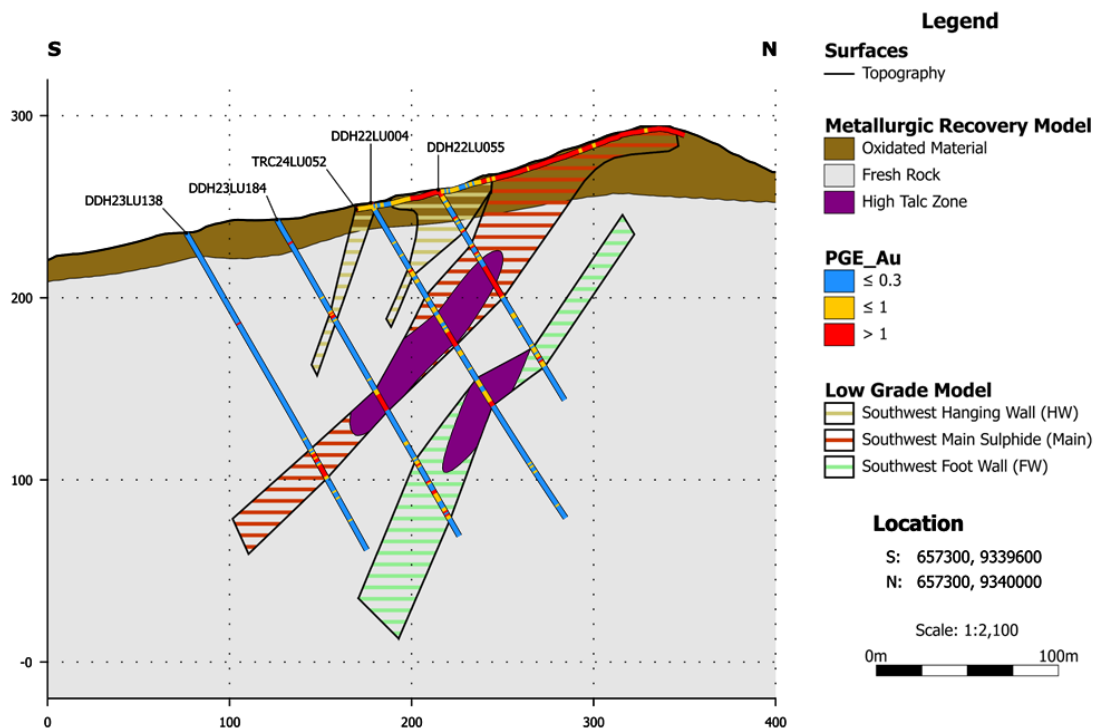 S
N
300
200
100
-0
0
100
200
300
400
DDH22LU004
DDH22LU055
TRC24LU052
DDH23LU184
DDH23LU138
Legend
Surfaces
Topography
Metallurgic Recovery Model
Oxidated Material
Fresh Rock
High Talc Zone
PGE_Au
≤ 0.3
≤ 1
> 1
Low Grade Model
Southwest Hanging Wall (HW)
Southwest Main Sulphide (Main)
Southwest Foot Wall (FW)
Location
S: 657300, 9339600
N: 657300, 9340000
Scale: 1:2,100
0m
100m